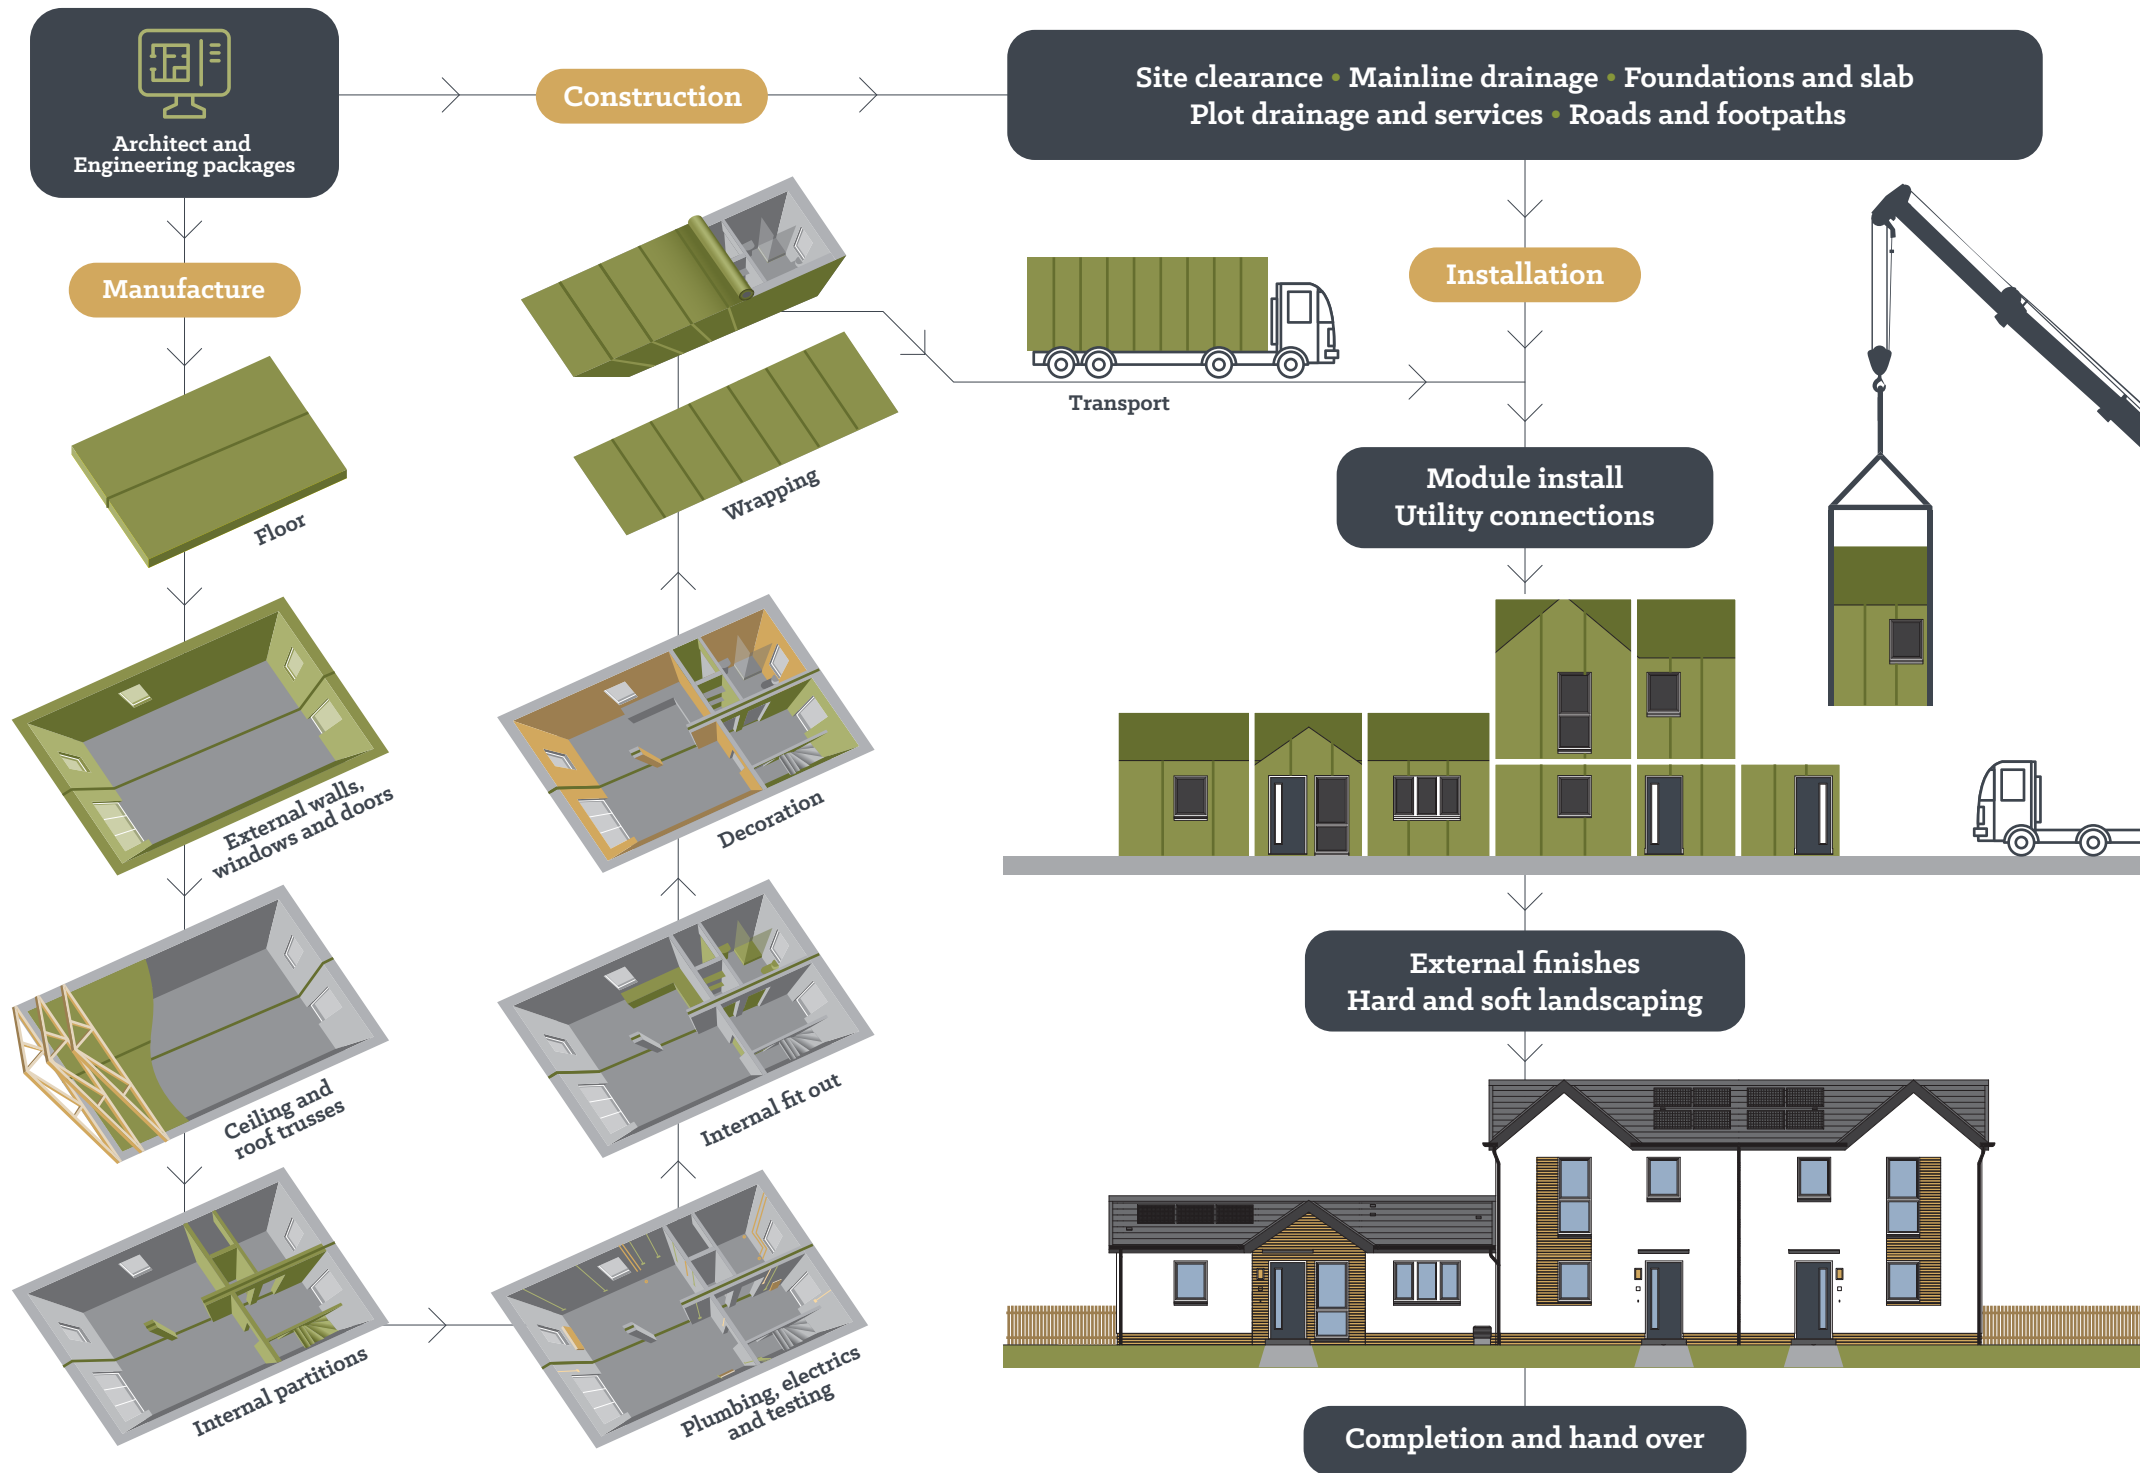 Architect and
Engineering packages
Construction
Site clearance • Mainline drainage • Foundations and slab
Plot drainage and services • Roads and footpaths
Manufacture
Floor
External walls,
windows and doors
Ceiling and
roof trusses
Internal partitions
Plumbing, electrics
and testing
Internal fit out
Decoration
Wrapping
Transport
Installation
Module install
Utility connections
External finishes
Hard and soft landscaping
Completion and hand over